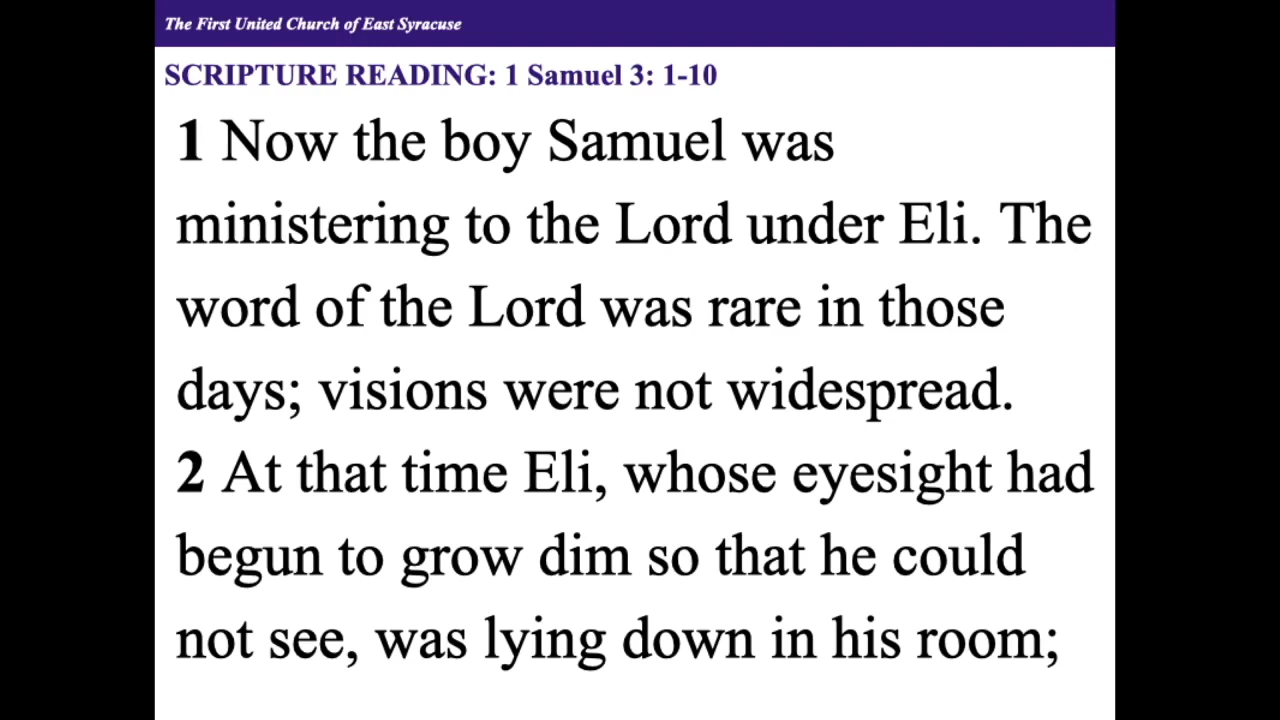 The First United Church of East Syracuse
SCRIPTURE READING: 1 Samuel 3: 1-10
1 Now the boy Samuel was
ministering to the Lord under Eli. The
word of the Lord was rare in those
days; visions were not widespread.
2 At that time Eli, whose eyesight had
begun to grow dim so that he could
not see, was lying down in his room;